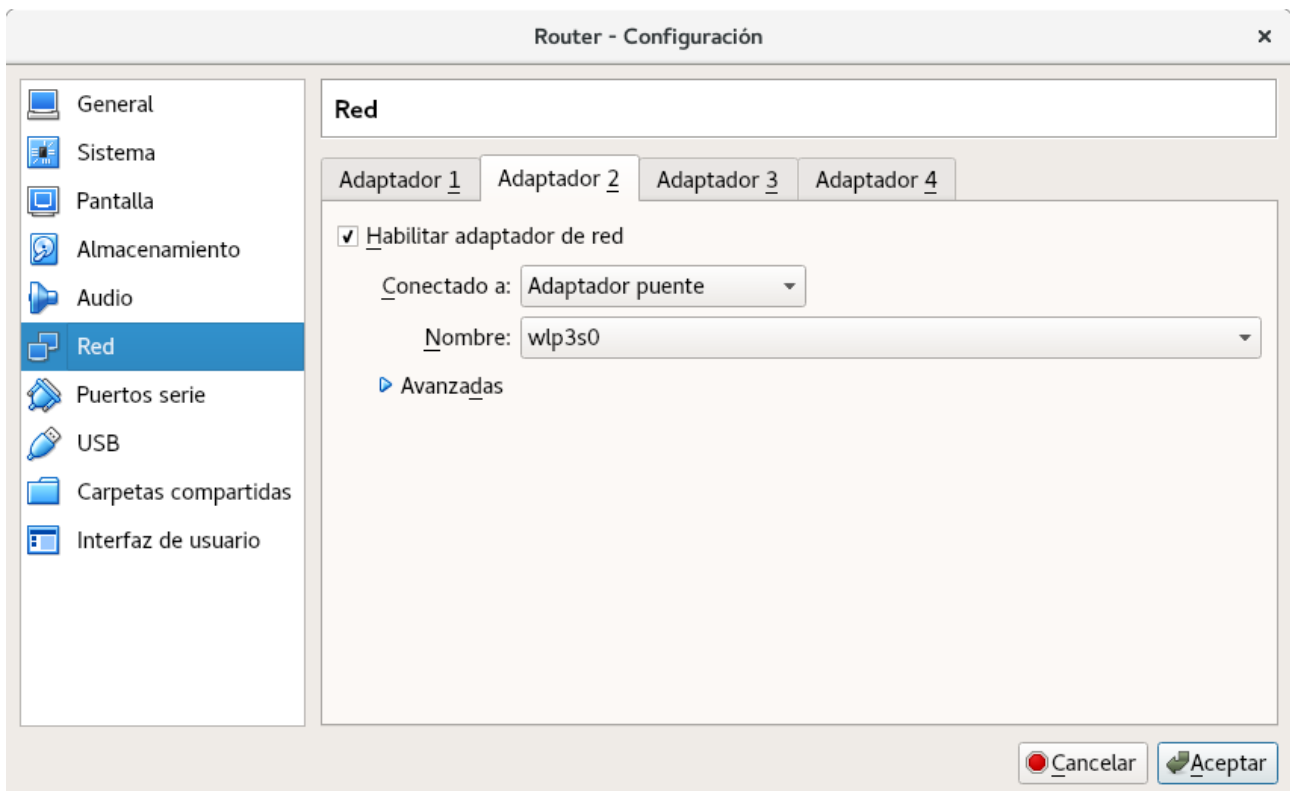 Router - Configuración
General
Sistema
Pantalla
Almacenamiento
Audio
Red
Puertos serie
USB
Carpetas compartidas
Interfaz de usuario
Red
Adaptador 1 Adaptador 2 Adaptador 3 Adaptador 4
Habilitar adaptador de red
Conectado a: Adaptador puente
Nombre: wlp3s0
Avanzadas
Cancelar Aceptar